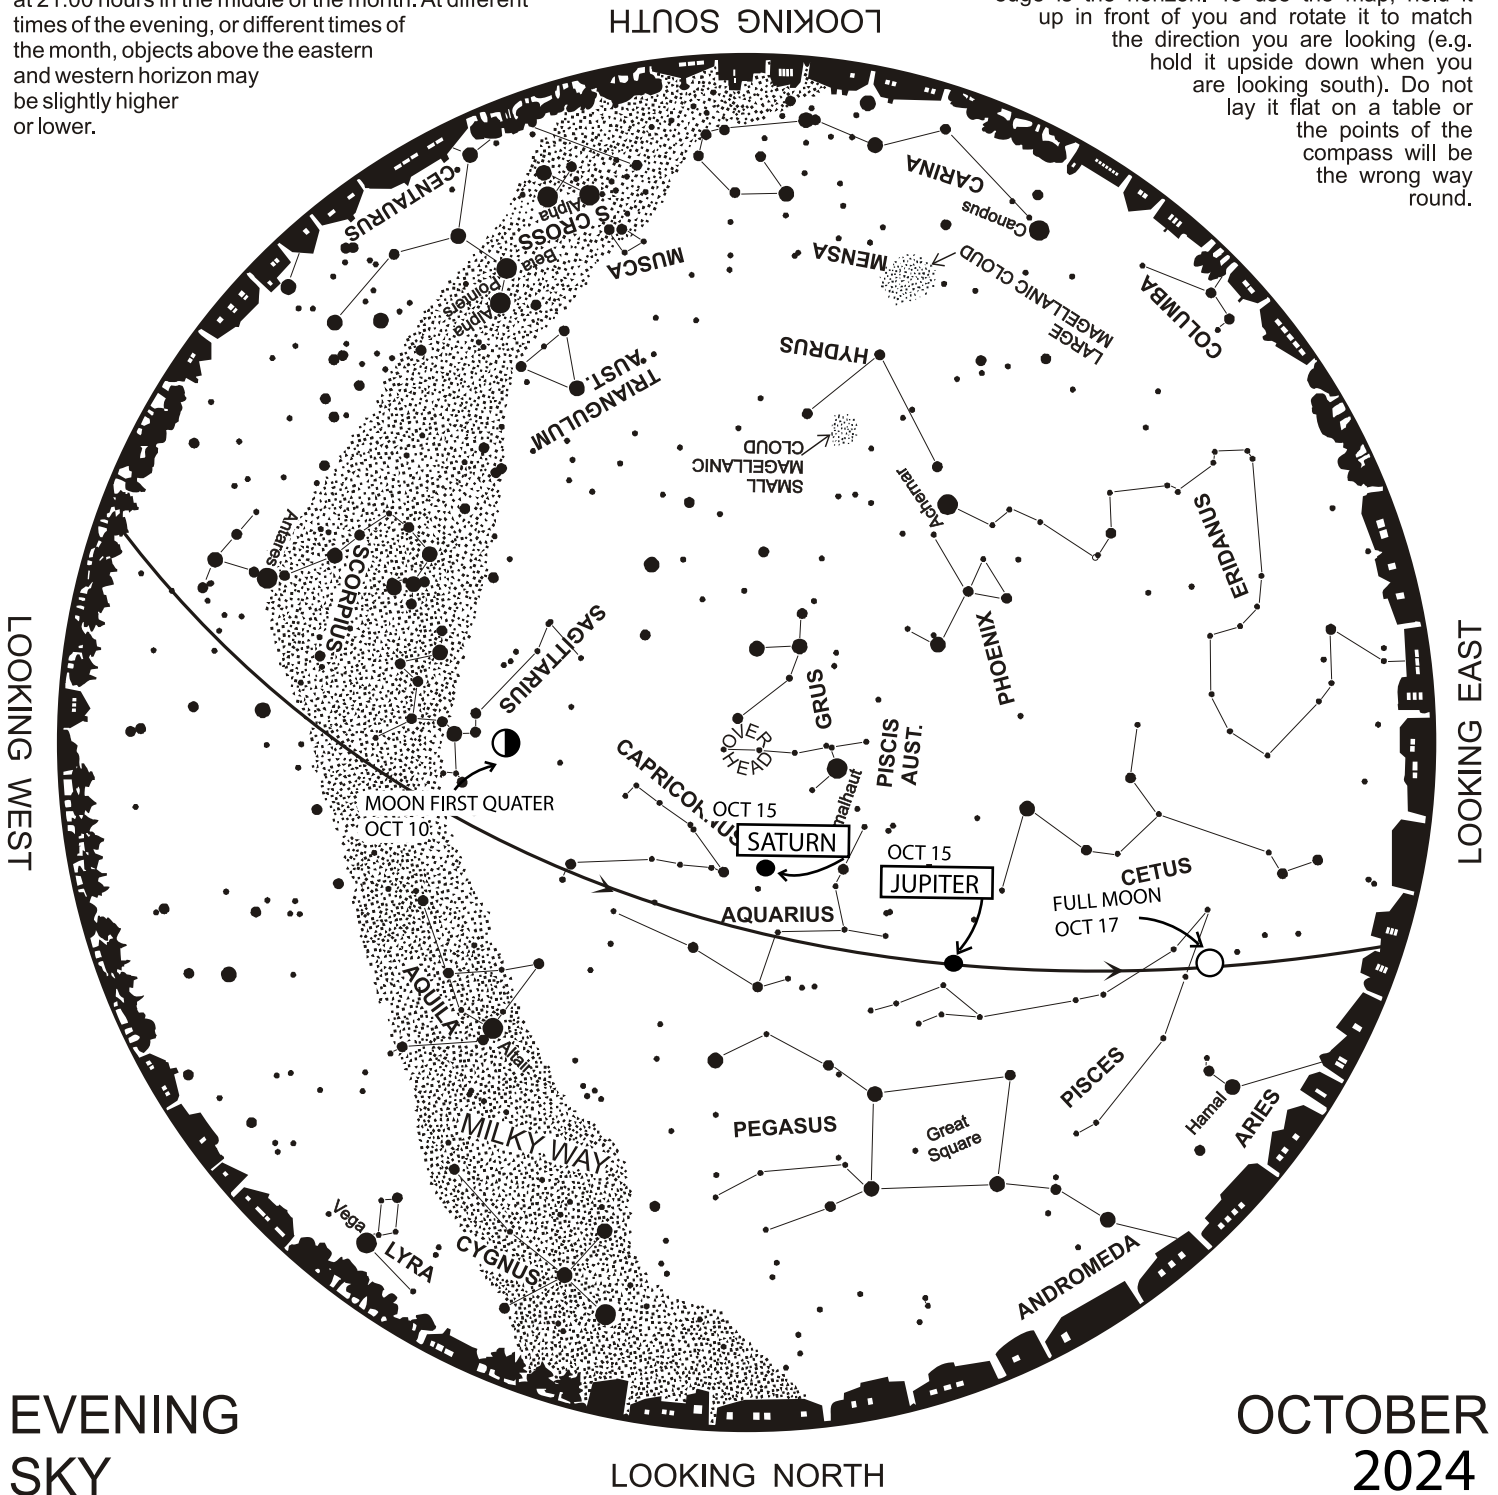 at 21:00 hours in the middle of the month. At different
times of the evening, or different times of
the month, objects above the eastern
and western horizon may
be slightly higher
or lower.
LOOKING SOUTH
edge is the horizon. To use the map, hold it
up in front of you and rotate it to match
the direction you are looking (e.g.
hold it upside down when you
are looking south). Do not
lay it flat on a table or
the points of the
compass will be
the wrong way
round.
CENTAURUS
S CROSS
Alpha
Beta
Pointers
Alpha
MUSCA
CARINA
Canopus
MENSA
LARGE
MAGELLANIC CLOUD
COLUMBA
HYDRUS
TRIANGULUM
AUST.
SMALL
MAGELLANIC
CLOUD
Achernar
ERIDANUS
Antares
SCORPIUS
SAGITTARIUS
PHOENIX
GRUS
OVER
HEAD
PISCIS
AUST.
malhaut
LOOKING WEST
LOOKING EAST
CAPRICORNUS
MOON FIRST QUATER
OCT 10
OCT 15
SATURN
OCT 15
JUPITER
CETUS
FULL MOON
OCT 17
AQUARIUS
AQUILA
Altair
PISCES
Hamal
ARIES
PEGASUS
Great
Square
MILKY WAY
Vega
LYRA
CYGNUS
ANDROMEDA
EVENING
SKY
LOOKING NORTH
OCTOBER
2024